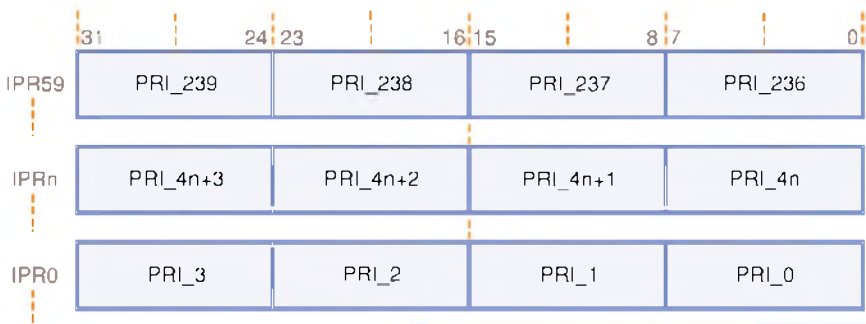 31 24 23 16 15 8 7 0
IPR59 PRI_239 PRI_238 PRI_237 PRI_236
IPRn PRI_4n+3 PRI_4n+2 PRI_4n+1 PRI_4n
IPR0 PRI_3 PRI_2 PRI_1 PRI_0